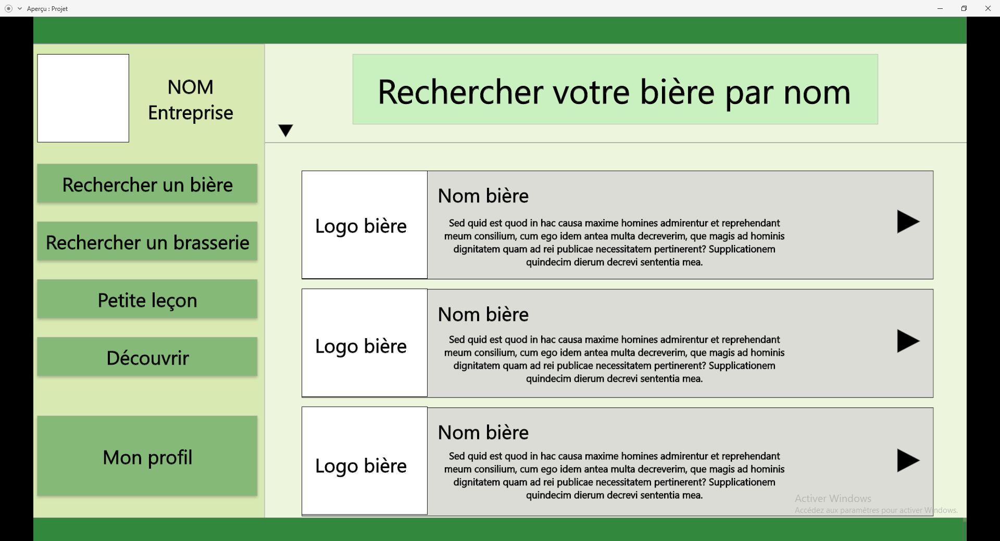 Aperçu : Projet
NOM
Entreprise
Rechercher un bière
Rechercher un brasserie
Petite leçon
Découvrir
Mon profil
Rechercher votre bière par nom
Logo bière
Nom bière
Sed quid est quod in hac causa maxime homines admirentur et reprehendant
meum consilium, cum ego idem antea multa decreverim, que magis ad hominis
dignitatem quam ad rei publicae necessitatem pertinerent? Supplicationem
quindecim dierum decrevi sententia mea.
Logo bière
Nom bière
Sed quid est quod in hac causa maxime homines admirentur et reprehendant
meum consilium, cum ego idem antea multa decreverim, que magis ad hominis
dignitatem quam ad rei publicae necessitatem pertinerent? Supplicationem
quindecim dierum decrevi sententia mea.
Logo bière
Nom bière
Sed quid est quod in hac causa maxime homines admirentur et reprehendant
meum consilium, cum ego idem antea multa decreverim, que magis ad hominis
dignitatem quam ad rei publicae necessitatem pertinerent? Supplicationem
quindecim dierum decrevi sententia mea.
Activer Windows
Accédez aux paramètres pour activer Windows.